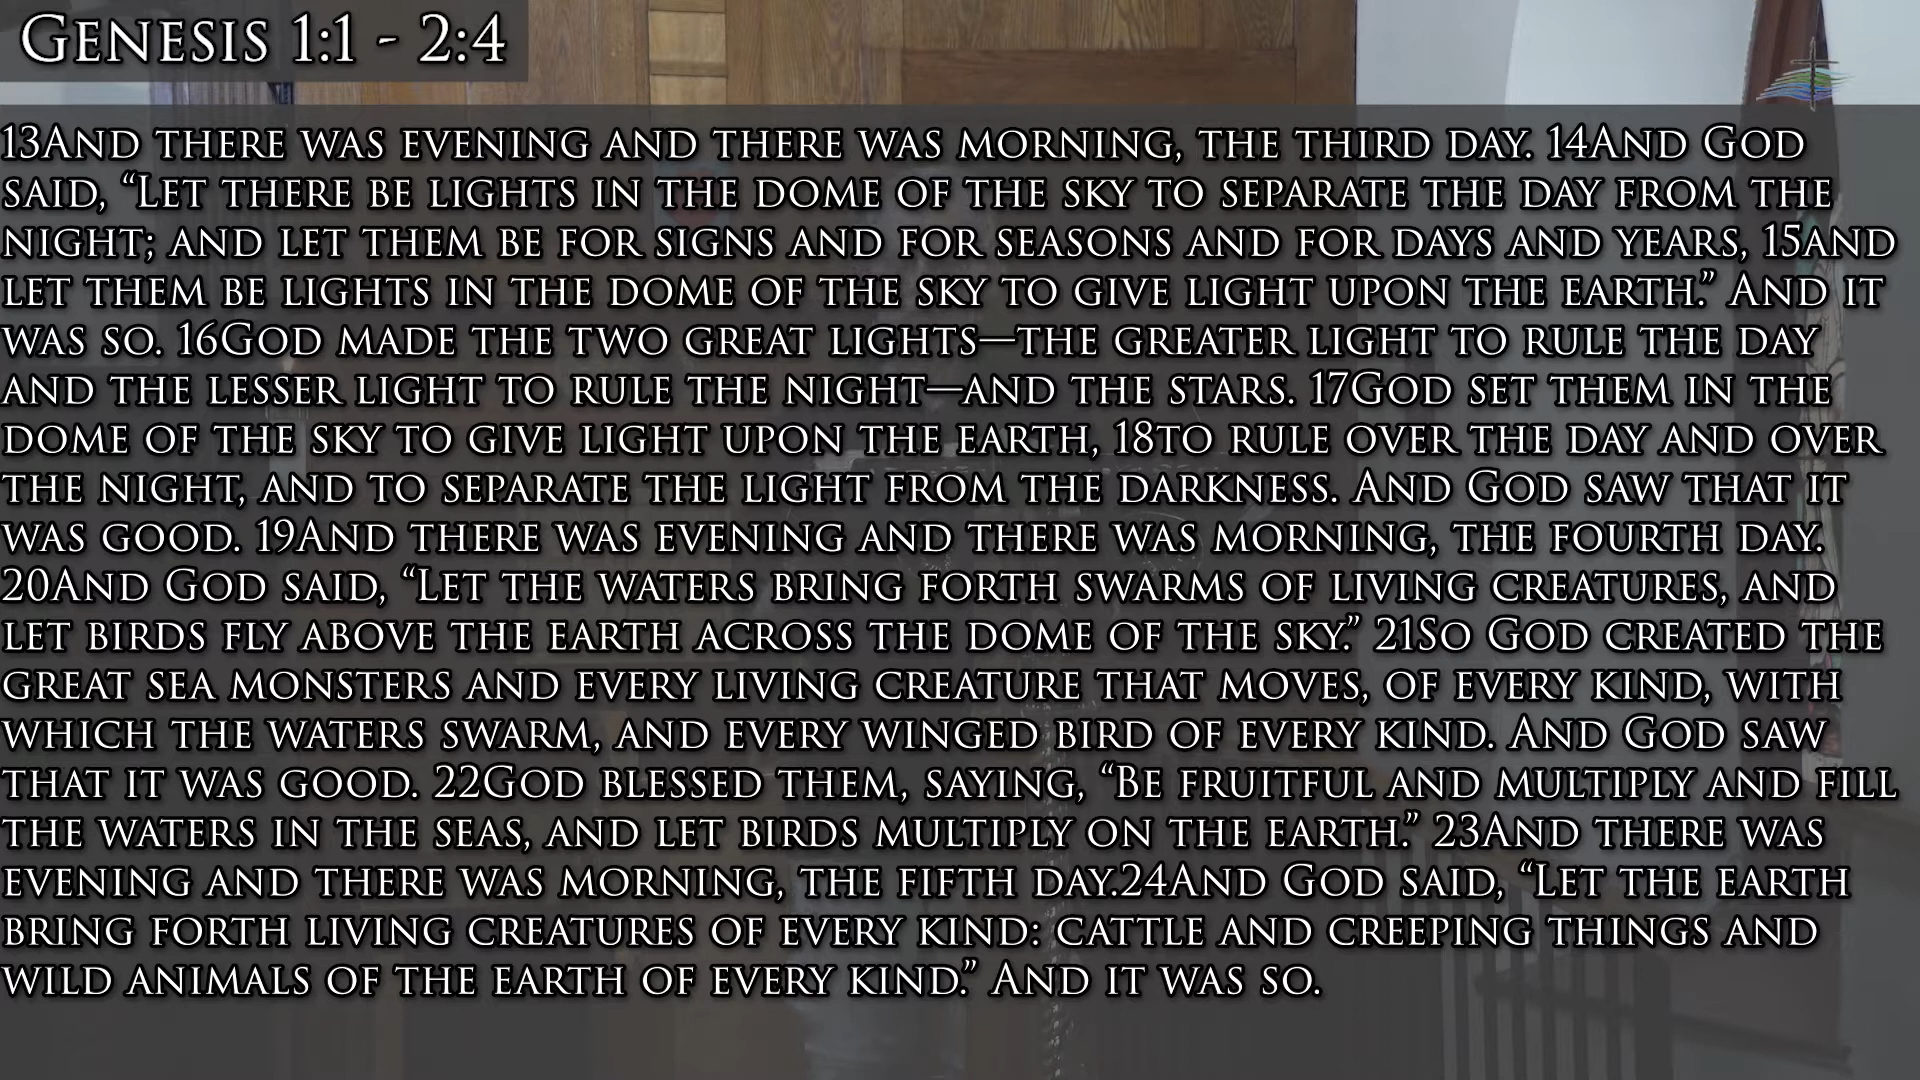 Genesis 1:1 - 2:4
13And there was evening and there was morning, the third day. 14And God
said, “Let there be lights in the dome of the sky to separate the day from the
night; and let them be for signs and for seasons and for days and years, 15and
let them be lights in the dome of the sky to give light upon the earth.” And it
was so. 16God made the two great lights—the greater light to rule the day
and the lesser light to rule the night—and the stars. 17God set them in the
dome of the sky to give light upon the earth, 18to rule over the day and over
the night, and to separate the light from the darkness. And God saw that it
was good. 19And there was evening and there was morning, the fourth day.
20And God said, “Let the waters bring forth swarms of living creatures, and
let birds fly above the earth across the dome of the sky.” 21So God created the
great sea monsters and every living creature that moves, of every kind, with
which the waters swarm, and every winged bird of every kind. And God saw
that it was good. 22God blessed them, saying, “Be fruitful and multiply and fill
the waters in the seas, and let birds multiply on the earth.” 23And there was
evening and there was morning, the fifth day.24And God said, “Let the earth
bring forth living creatures of every kind: cattle and creeping things and
wild animals of the earth of every kind.” And it was so.